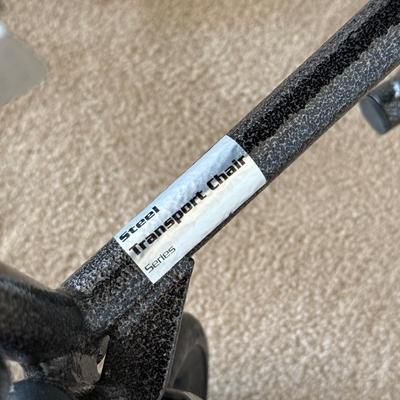 Steel
Transport Chair
Series